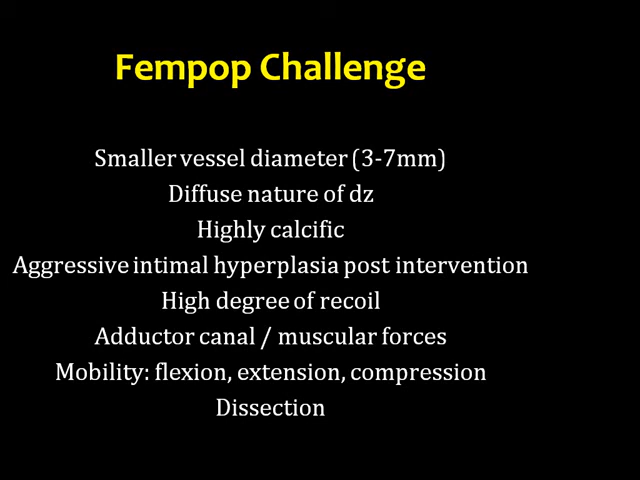 Fempop Challenge
Smaller vessel diameter (3-7mm)
Diffuse nature of dz
Highly calcific
Aggressive intimal hyperplasia post intervention
High degree of recoil
Adductor canal / muscular forces
Mobility: flexion, extension, compression
Dissection